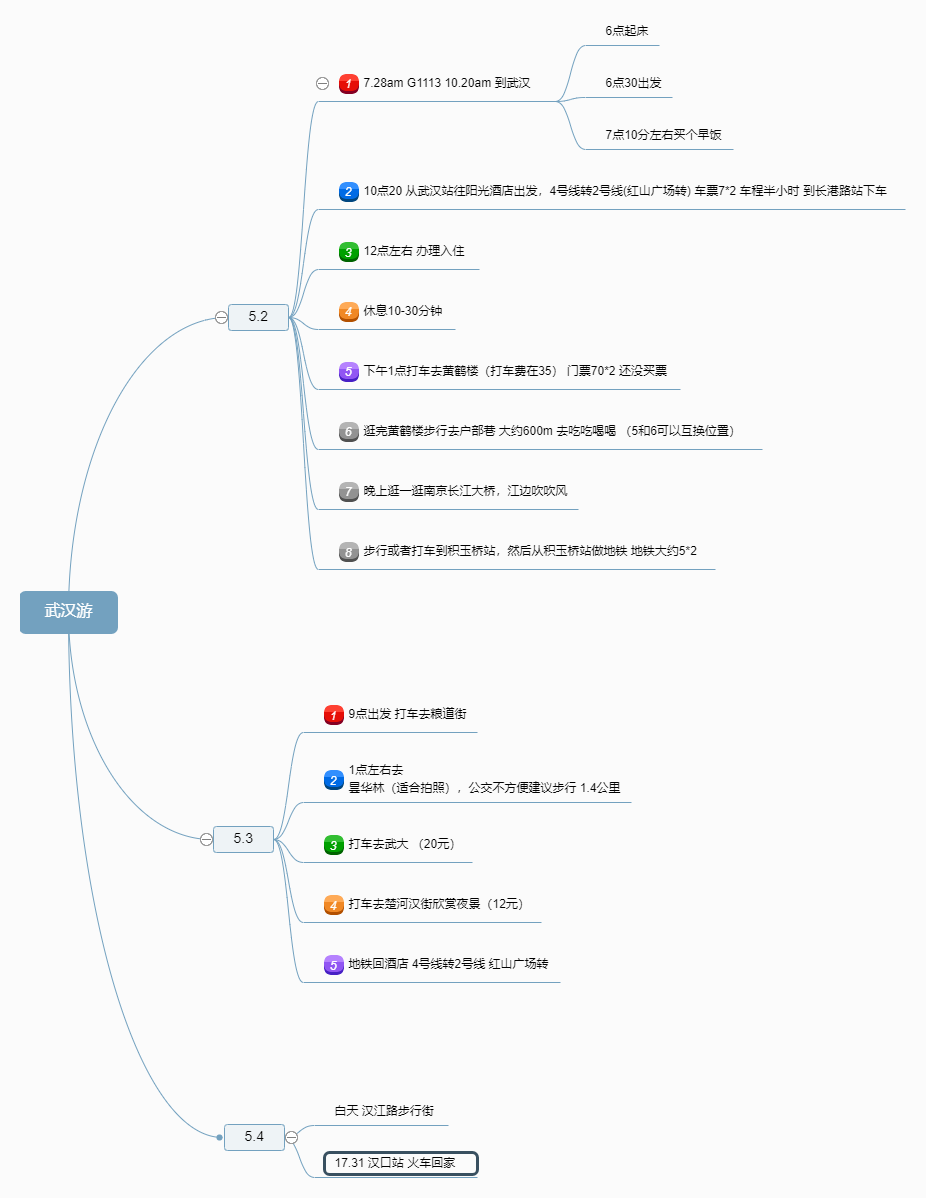 武汉游
5.2
1 7.28am G1113 10.20am 到武汉
6点起床
6点30出发
7点10分左右买个早饭
2 10点20 从武汉站往阳光酒店出发，4号线转2号线(红山广场转) 车票7*2 车程半小时 到长港路站下车
3 12点左右 办理入住
4 休息10-30分钟
5 下午1点打车去黄鹤楼（打车费在35） 门票70*2 还没买票
6 逛完黄鹤楼步行去户部巷 大约600m 去吃吃喝喝 （5和6可以互换位置）
7 晚上逛一逛南京长江大桥，江边吹吹风
8 步行或者打车到积玉桥站，然后从积玉桥站做地铁 地铁大约5*2
5.3
1 9点出发 打车去粮道街
2 1点左右去
昙华林（适合拍照），公交不方便建议步行 1.4公里
3 打车去武大 （20元）
4 打车去楚河汉街欣赏夜景（12元）
5 地铁回酒店 4号线转2号线 红山广场转
5.4
白天 汉江路步行街
17.31 汉口站 火车回家